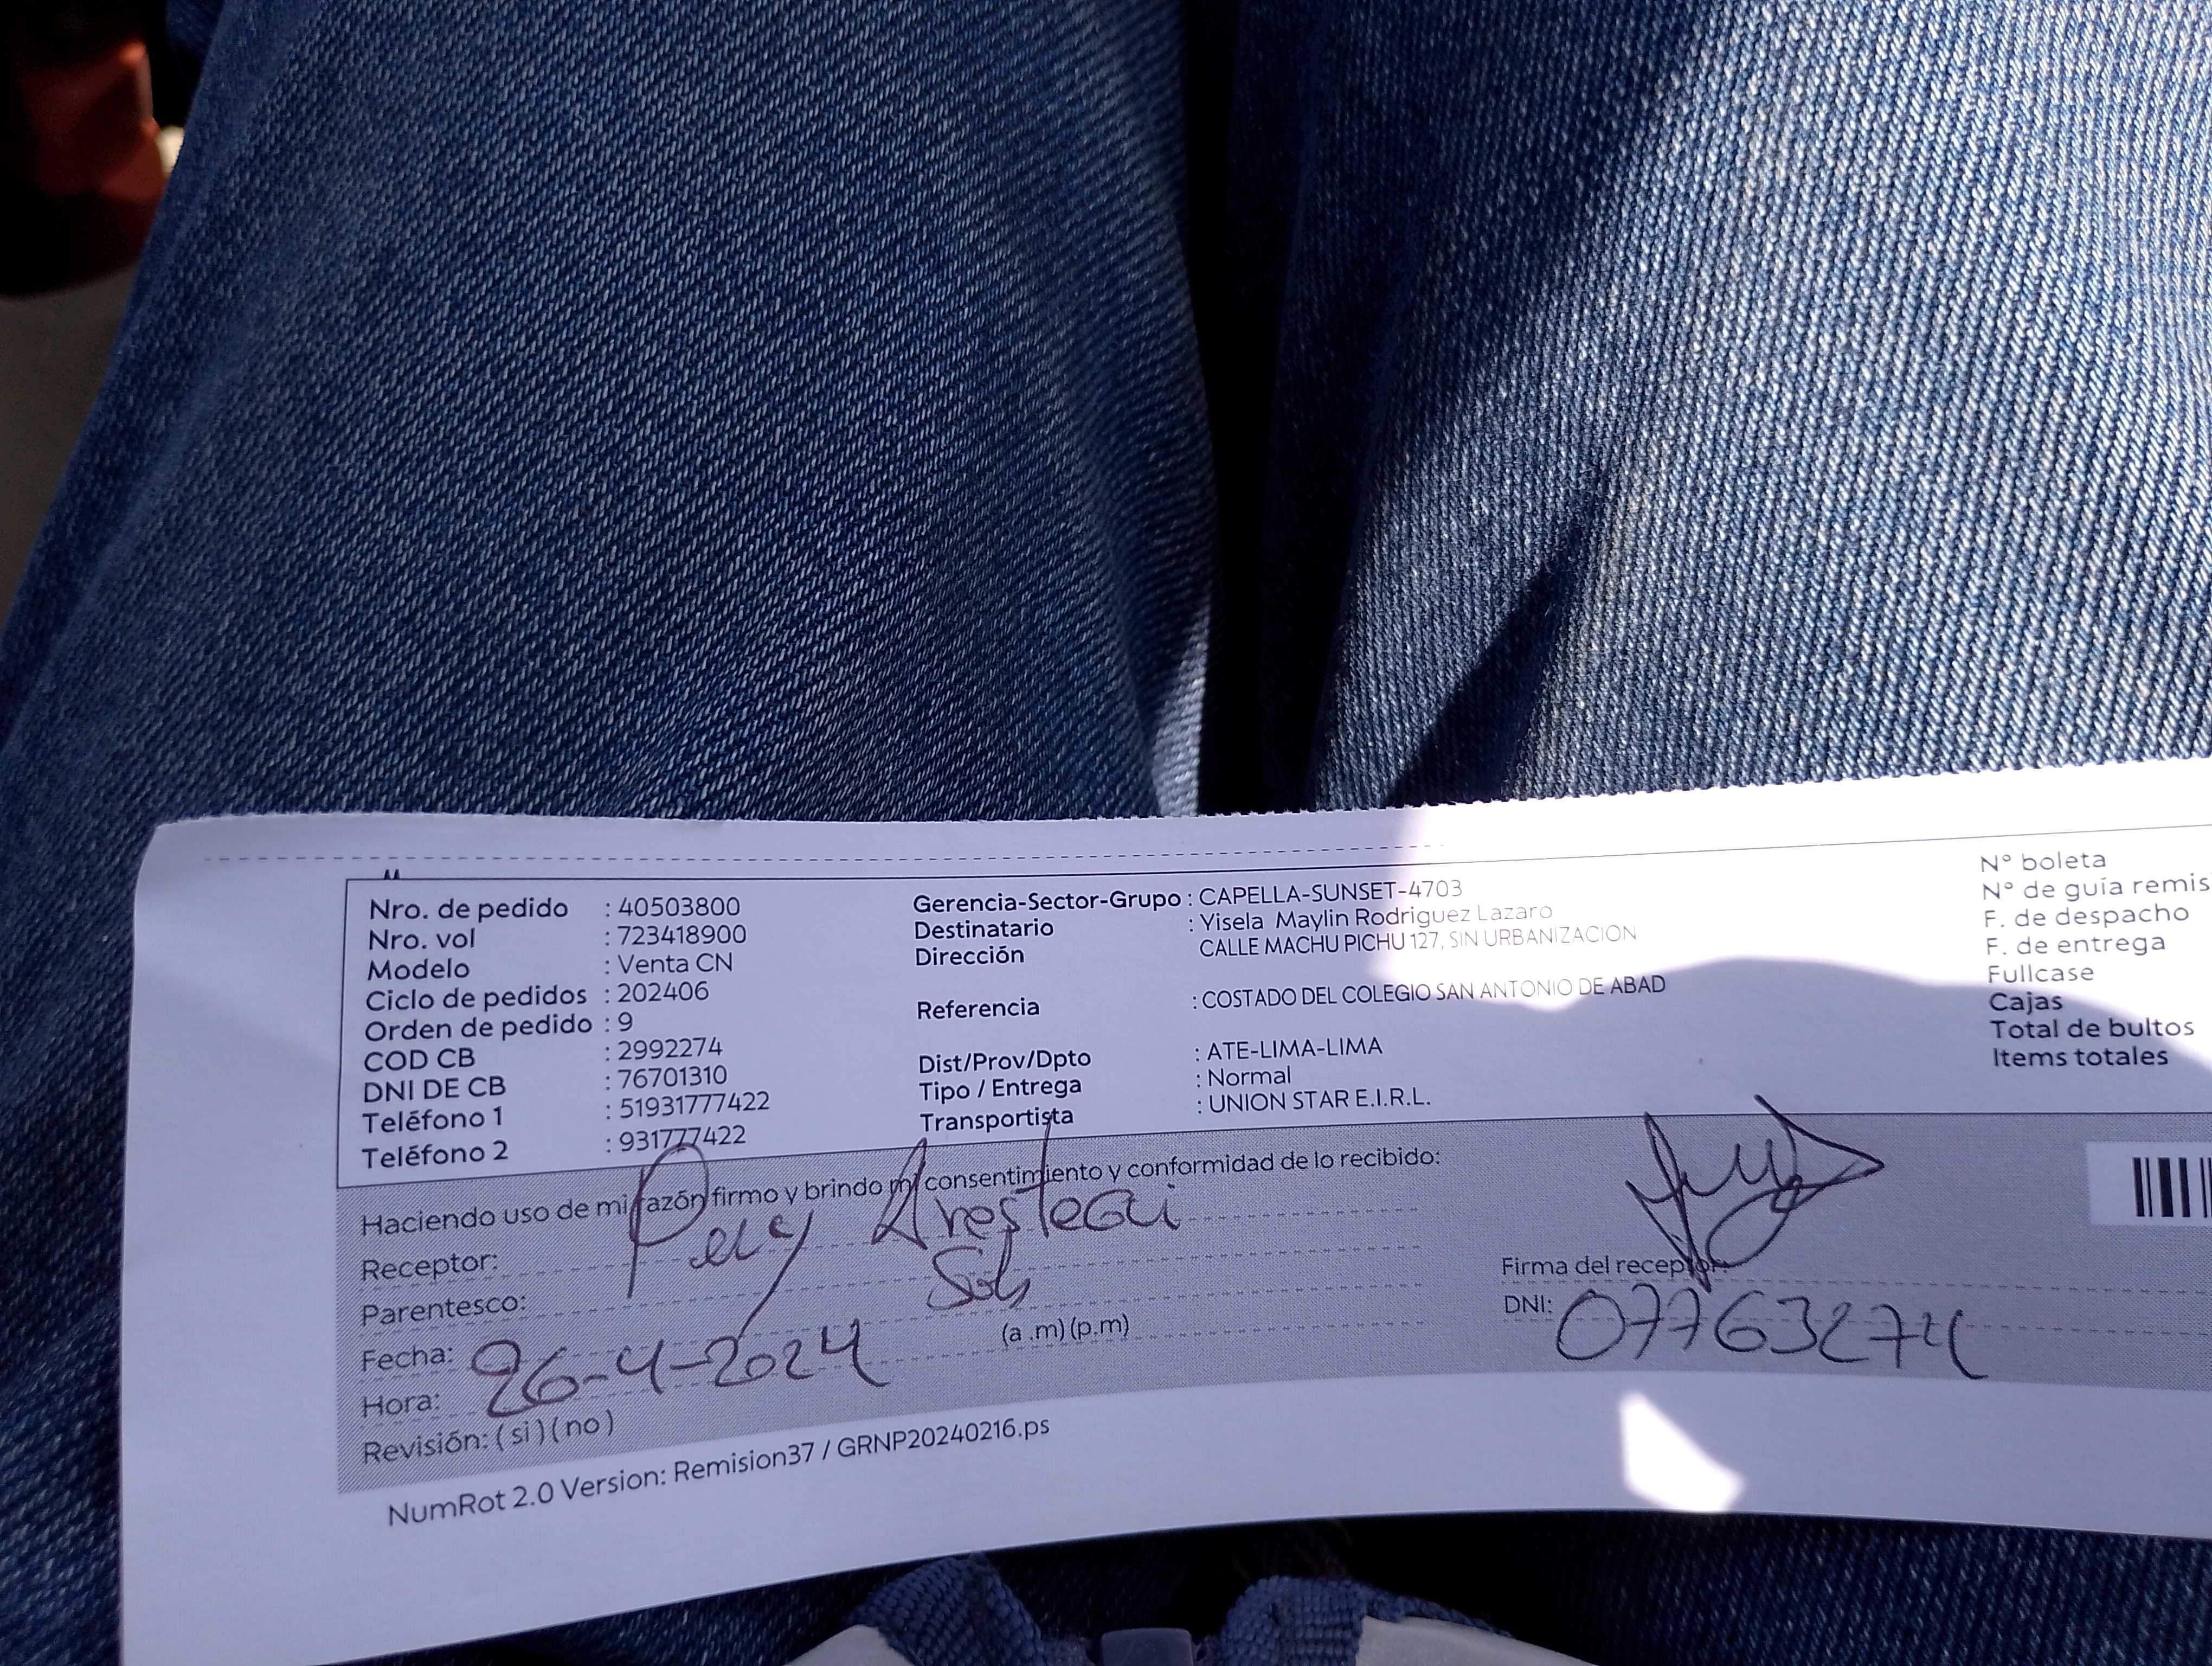 Nro. de pedido : 40503800
Nro. vol : 723418900
Modelo : Venta CN
Ciclo de pedidos : 202406
Orden de pedido : 9
COD CB : 2992274
DNI DE CB : 76701310
Teléfono 1 : 51931777422
Teléfono 2 : 931777422
Gerencia-Sector-Grupo : CAPELLA-SUNSET-4703
Destinatario : Yisela Maylin Rodriguez Lazaro
Dirección CALLE MACHU PICHU 127, SIN URBANIZACION
Referencia : COSTADO DEL COLEGIO SAN ANTONIO DE ABAD
Dist/Prov/Dpto : ATE-LIMA-LIMA
Tipo / Entrega : Normal
Transportista : UNION STAR E.I.R.L.
N° boleta
N° de guía remis
F. de despacho
F. de entrega
Fullcase
Cajas
Total de bultos
Items totales
Haciendo uso de mi razón firmo y brindo mi consentimiento y conformidad de lo recibido:
Receptor: Arestegui
Parentesco:
Fecha: 26-4-2024
Hora: (a .m) (p.m)
Revisión: (si) (no)
Firma del receptor:
DNI: 07763274
NumRot 2.0 Version: Remision37 / GRNP20240216.ps